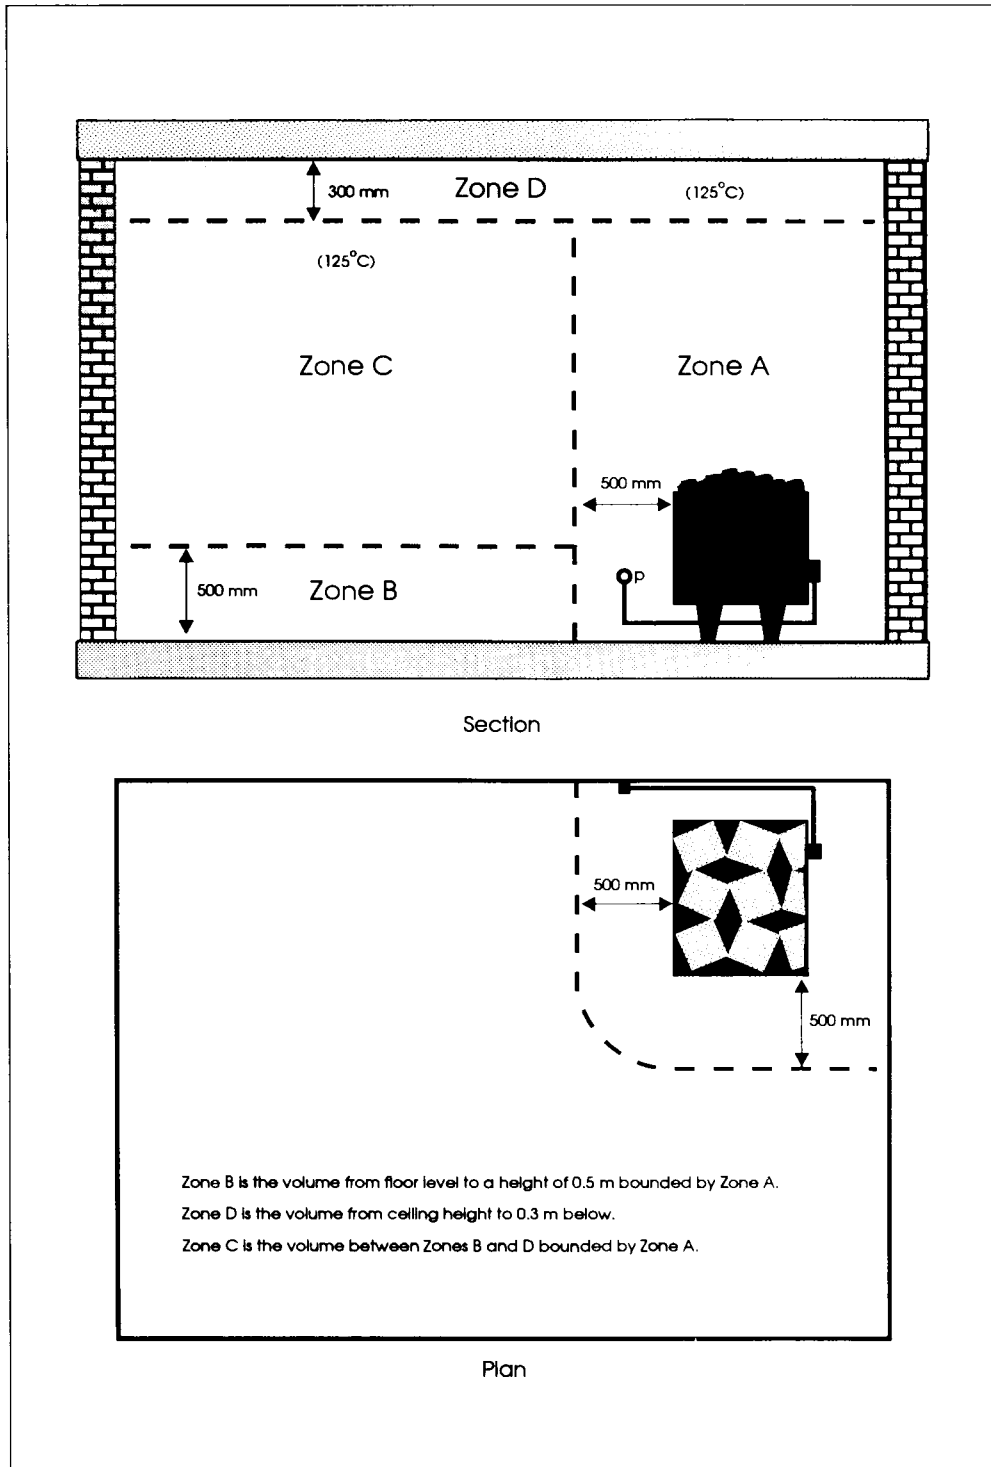 300 mm
Zone D
(125°C)
(125°C)
Zone C
Zone A
500 mm
500 mm
Zone B
p
Section
500 mm
500 mm
Zone B is the volume from floor level to a height of 0.5 m bounded by Zone A.
Zone D is the volume from ceiling height to 0.3 m below.
Zone C is the volume between Zones B and D bounded by Zone A.
Plan